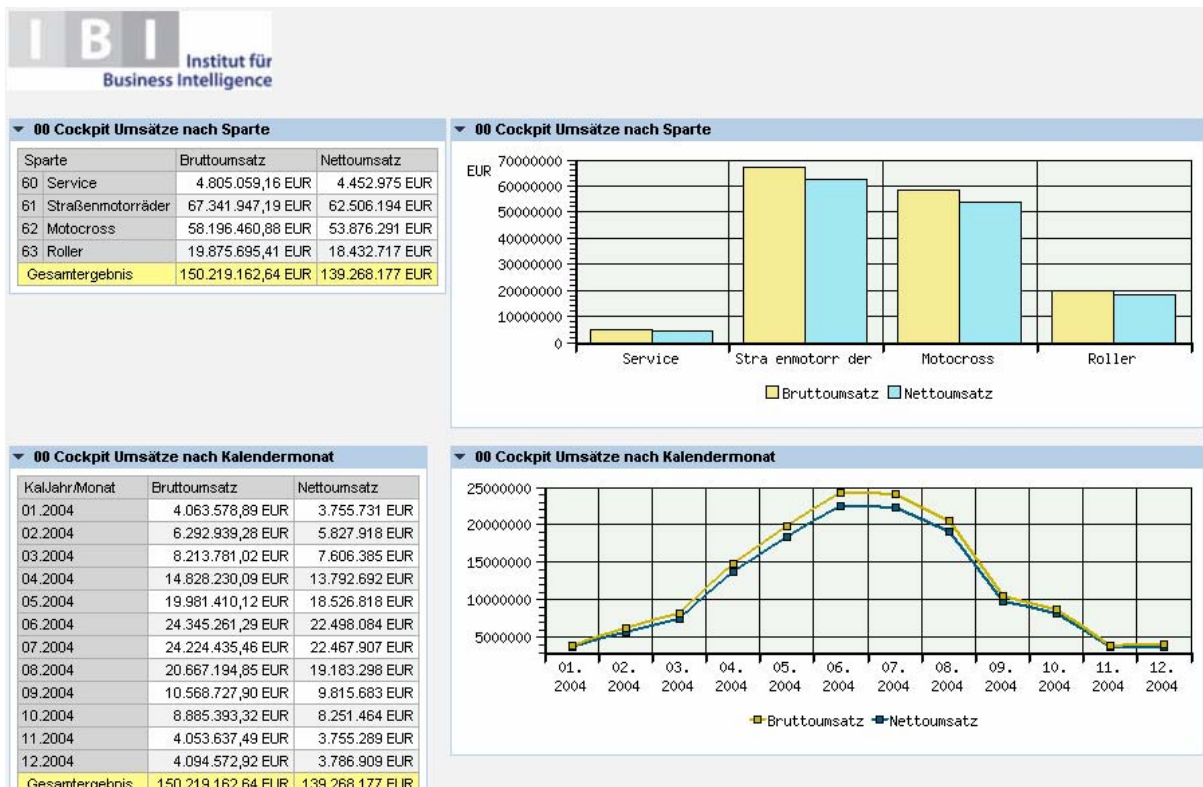 IBI
Institut für
Business Intelligence
00 Cockpit Umsätze nach Sparte
Sparte Bruttoumsatz Nettoumsatz
60 Service 4.805.059,16 EUR 4.452.975 EUR
61 Straßenmotorräder 67.341.947,19 EUR 62.506.194 EUR
62 Motocross 58.196.460,88 EUR 53.876.291 EUR
63 Roller 19.875.695,41 EUR 18.432.717 EUR
Gesamtergebnis 150.219.162,64 EUR 139.268.177 EUR
00 Cockpit Umsätze nach Sparte
EUR
70000000
60000000
50000000
40000000
30000000
20000000
10000000
0
Service Stra enmotorr der Motocross Roller
Bruttoumsatz Nettoumsatz
00 Cockpit Umsätze nach Kalendermonat
KalJahr/Monat Bruttoumsatz Nettoumsatz
01.2004 4.063.578,89 EUR 3.755.731 EUR
02.2004 6.292.939,28 EUR 5.827.918 EUR
03.2004 8.213.781,02 EUR 7.606.385 EUR
04.2004 14.828.230,09 EUR 13.792.692 EUR
05.2004 19.981.410,12 EUR 18.526.818 EUR
06.2004 24.345.261,29 EUR 22.498.084 EUR
07.2004 24.224.435,46 EUR 22.467.907 EUR
08.2004 20.667.194,85 EUR 19.183.298 EUR
09.2004 10.568.727,90 EUR 9.815.683 EUR
10.2004 8.885.393,32 EUR 8.251.464 EUR
11.2004 4.053.637,49 EUR 3.755.289 EUR
12.2004 4.094.572,92 EUR 3.786.909 EUR
Gesamtergebnis 150.219.162,64 EUR 139.268.177 EUR
00 Cockpit Umsätze nach Kalendermonat
25000000
20000000
15000000
10000000
5000000
01. 02. 03. 04. 05. 06. 07. 08. 09. 10. 11. 12.
2004 2004 2004 2004 2004 2004 2004 2004 2004 2004 2004 2004
Bruttoumsatz Nettoumsatz